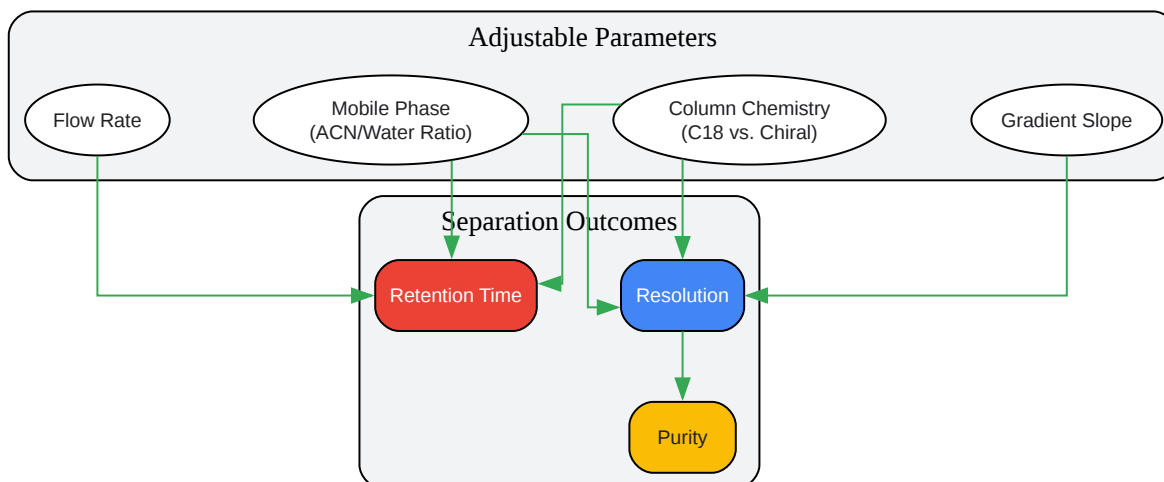 Adjustable Parameters
Flow Rate
Mobile Phase
(ACN/Water Ratio)
Column Chemistry
(C18 vs. Chiral)
Gradient Slope
Separation Outcomes
Retention Time
Resolution
Purity